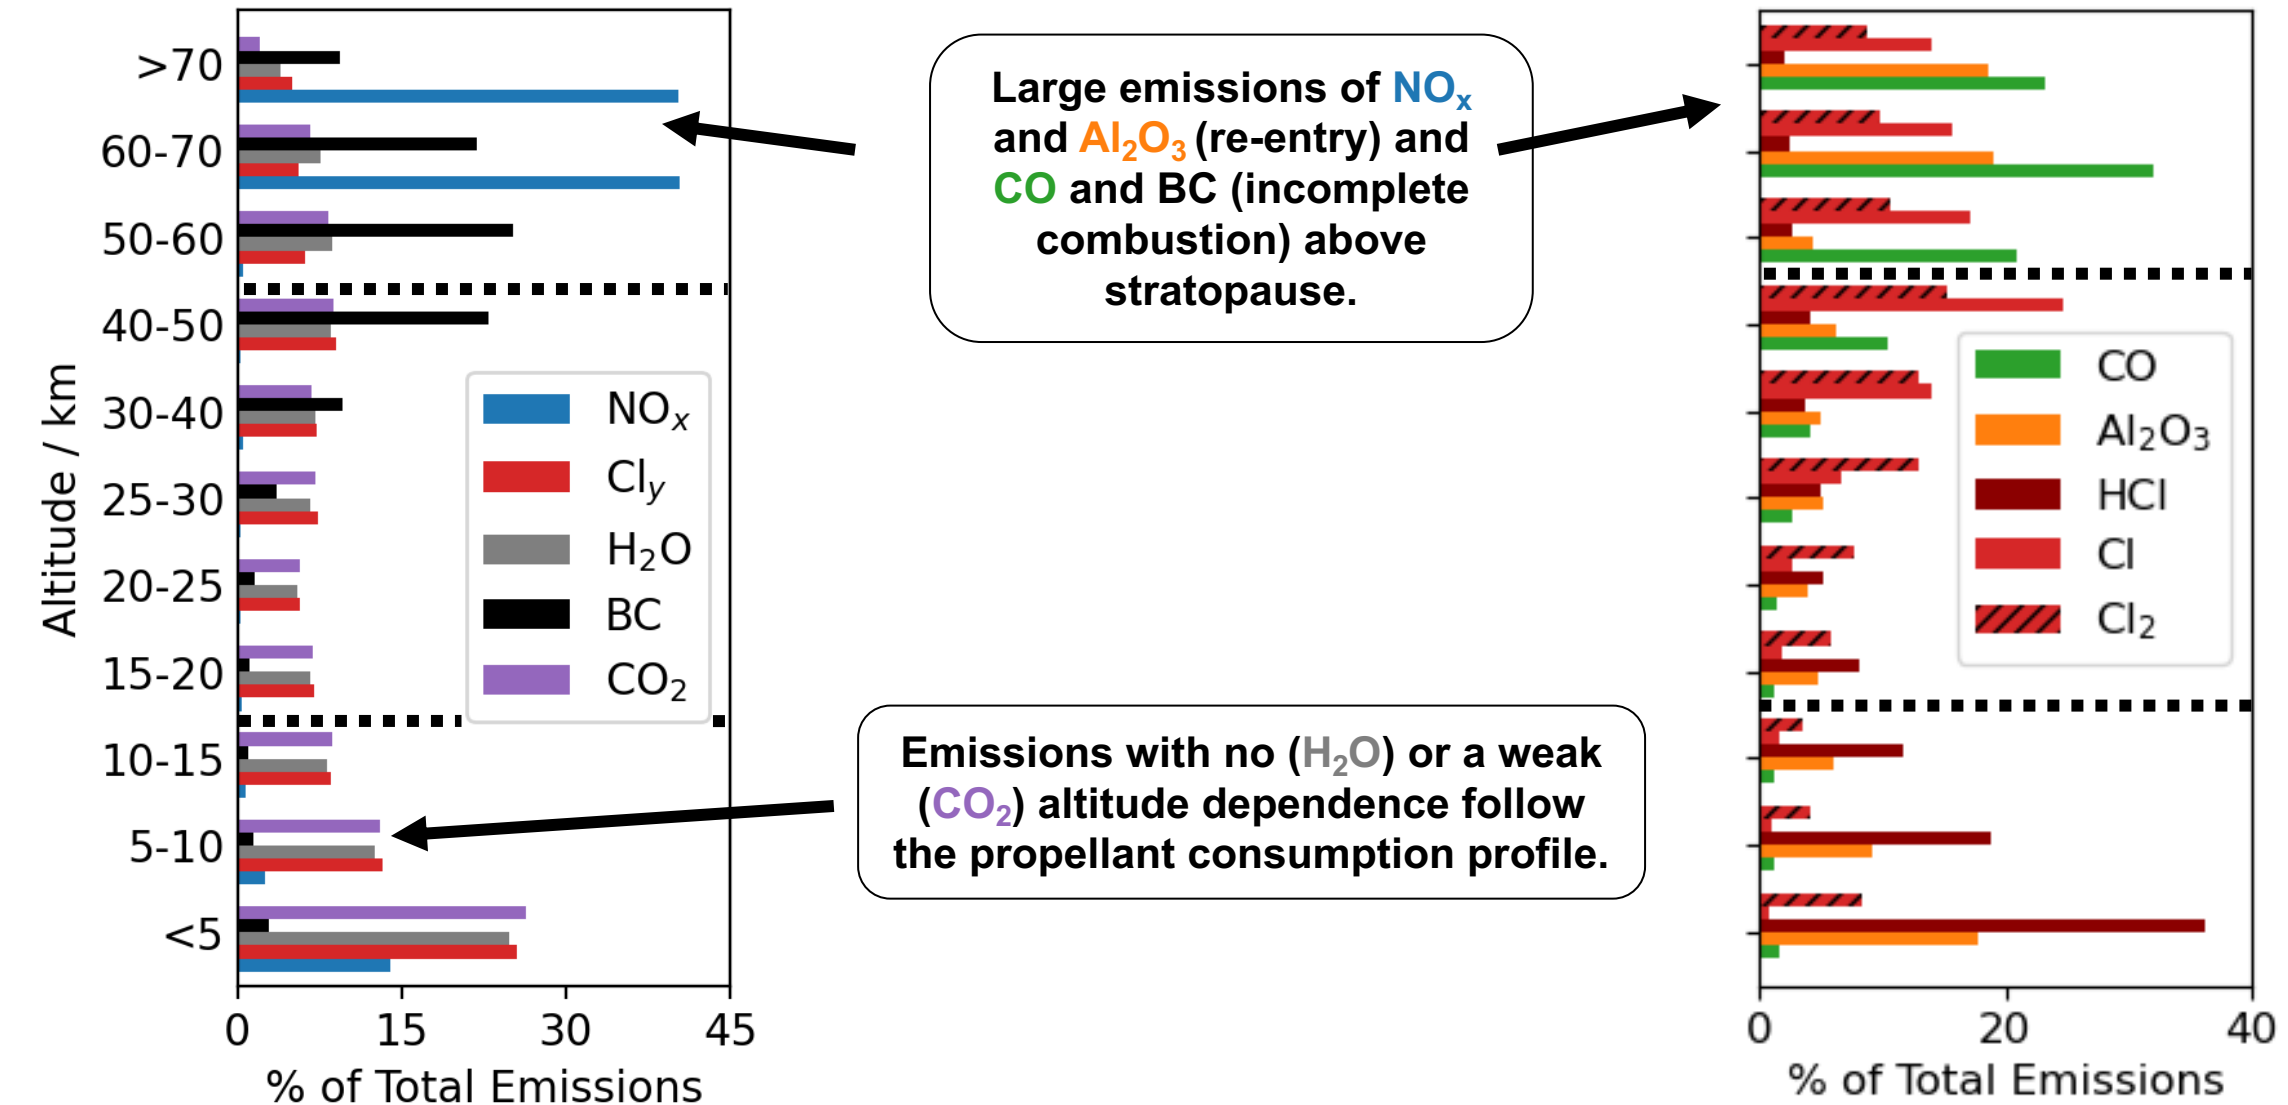 >70
60-70
50-60
40-50
30-40
25-30
20-25
15-20
10-15
5-10
<5
Altitude / km
0 15 30 45
% of Total Emissions
NOₓ
Cl_y
H₂O
BC
CO₂
Large emissions of NOₓ
and Al₂O₃ (re-entry) and
CO and BC (incomplete
combustion) above
stratopause.
Emissions with no (H₂O) or a weak
(CO₂) altitude dependence follow
the propellant consumption profile.
CO
Al₂O₃
HCl
Cl
Cl₂
0 20 40
% of Total Emissions